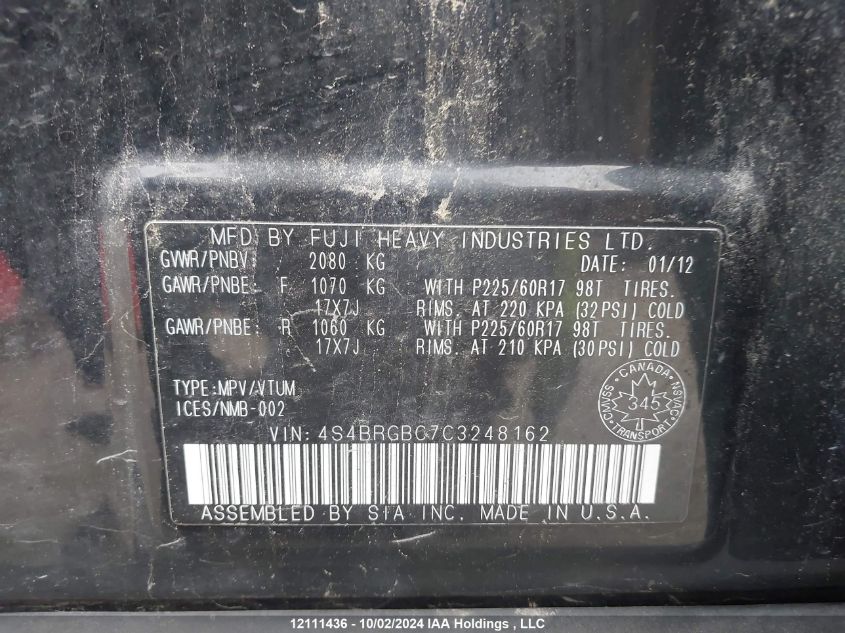 MFD BY FUJI HEAVY INDUSTRIES LTD.
GVWR/PNBV: 2080 KG DATE: 01/12
GAWR/PNBE: F 1070 KG WITH P225/60R17 98T TIRES.
17X7J RIMS. AT 220 KPA (32PSI) COLD
GAWR/PNBE: R 1060 KG WITH P225/60R17 98T TIRES.
17X7J RIMS. AT 210 KPA (30PSI) COLD
TYPE:MPV/VTUM
ICES/NMB-002
CANADA
CMVSS
NSVAC
345
TRANSPORT
VIN: 4S4BRGBC7C3248162
ASSEMBLED BY SIA INC. MADE IN U.S.A.
12111436 - 10/02/2024 IAA Holdings , LLC